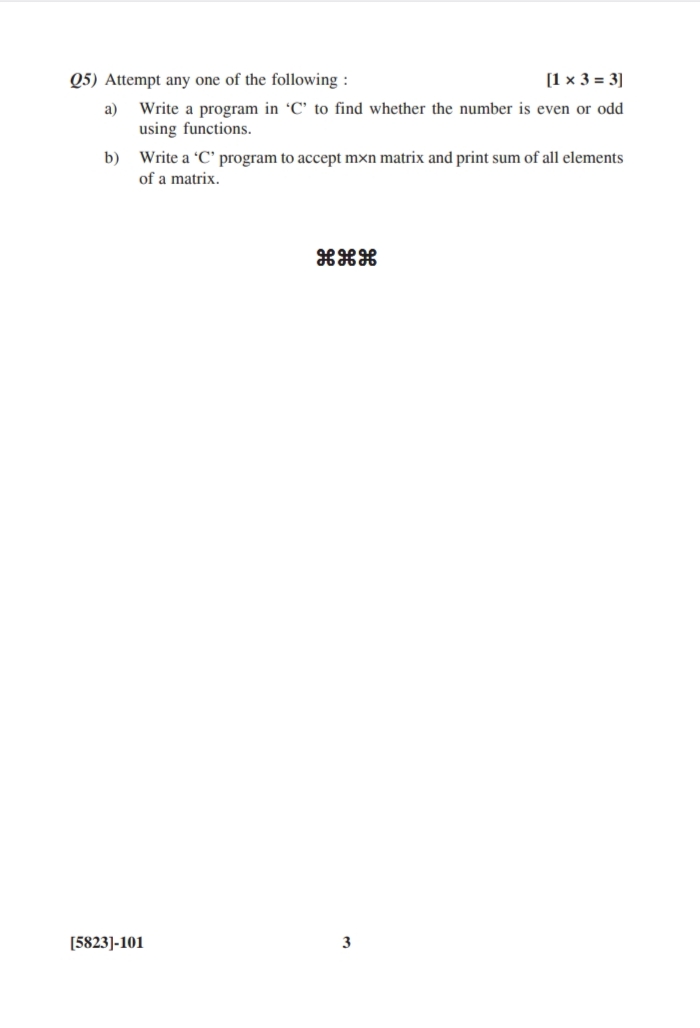 Q5) Attempt any one of the following : [1 × 3 = 3]
a) Write a program in ‘C’ to find whether the number is even or odd
using functions.
b) Write a ‘C’ program to accept m×n matrix and print sum of all elements
of a matrix.
⌘⌘⌘
[5823]-101 3